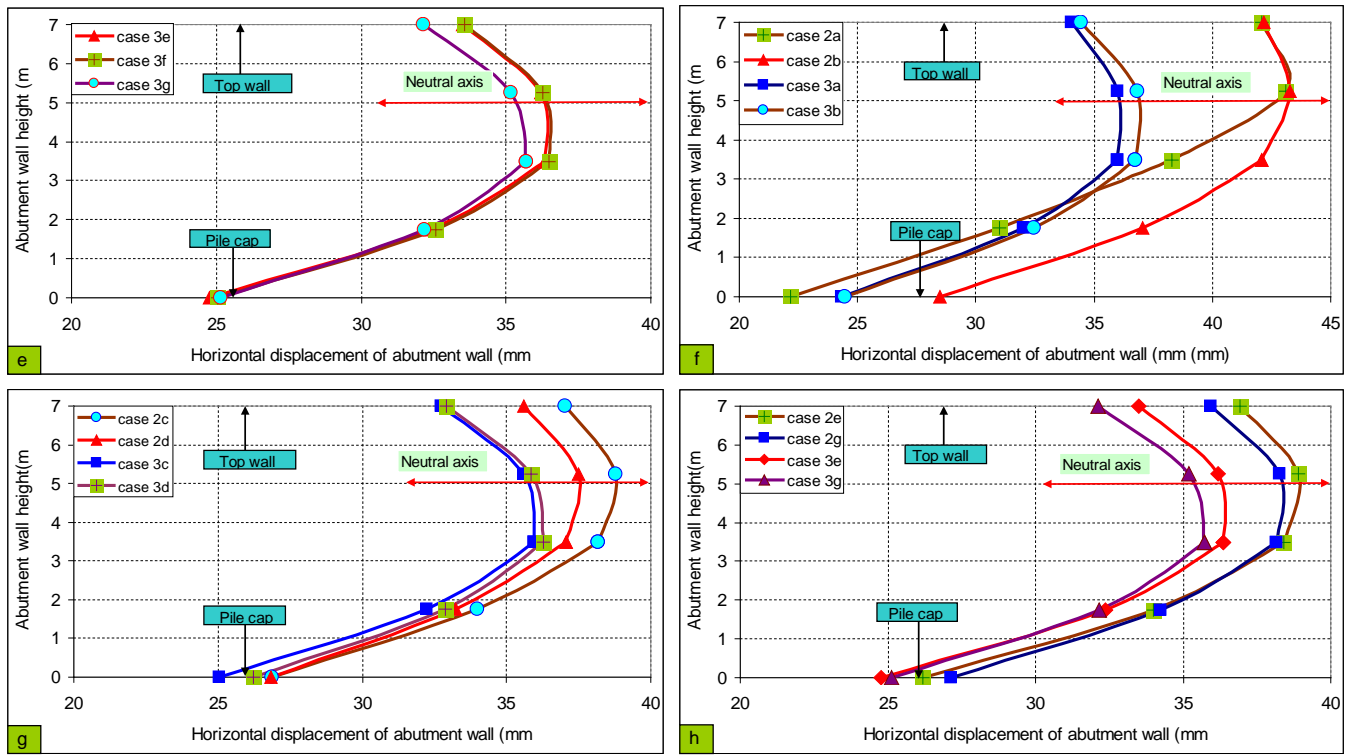 case 3e
case 3f
case 3g
Top wall
Neutral axis
Pile cap
Abutment wall height (m
7
6
5
4
3
2
1
0
20
25
30
35
40
Horizontal displacement of abutment wall (mm
e
case 2a
case 2b
case 3a
case 3b
Top wall
Neutral axis
Pile cap
Abutment wall height (m
7
6
5
4
3
2
1
0
20
25
30
35
40
45
Horizontal displacement of abutment wall (mm (mm)
f
case 2c
case 2d
case 3c
case 3d
Top wall
Neutral axis
Pile cap
Abutment wall height(m
7
6
5
4
3
2
1
0
20
25
30
35
40
Horizontal displacement of abutment wall (mm
g
case 2e
case 2g
case 3e
case 3g
Top wall
Neutral axis
Pile cap
Abutment wall height(m
7
6
5
4
3
2
1
0
20
25
30
35
40
Horizontal displacement of abutment wall (mm
h